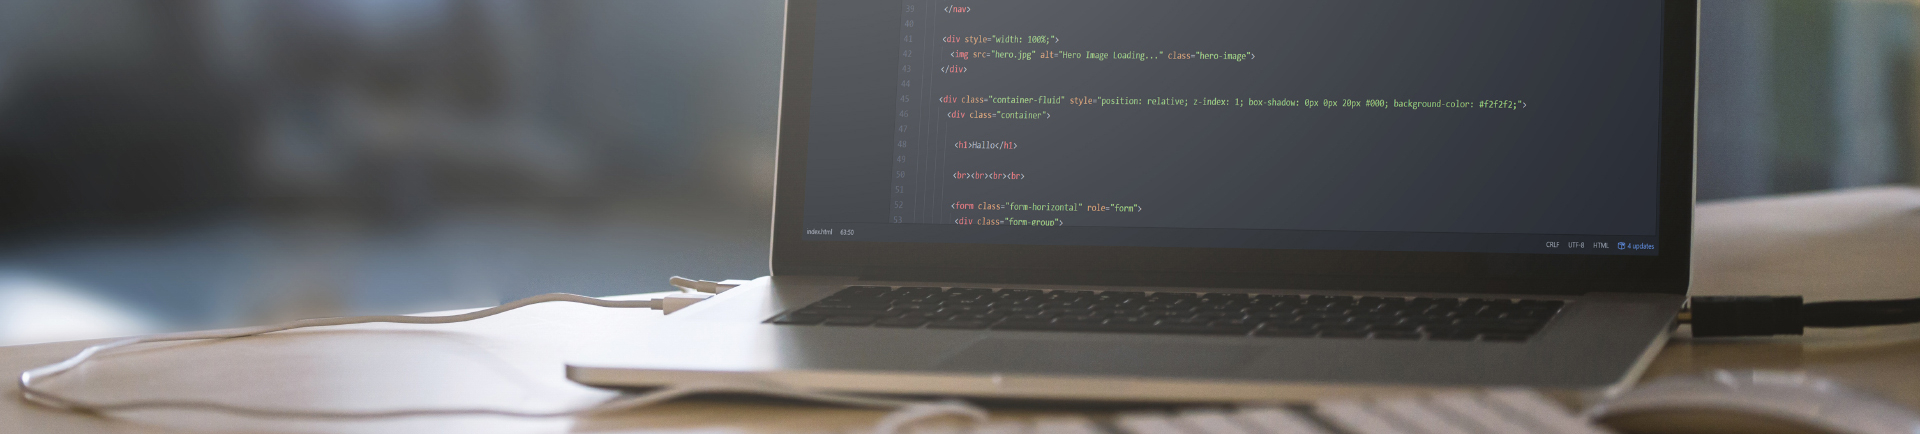 39 </nav>
40
41 <div style="width: 100%;">
42 <img src="hero.jpg" alt="Hero Image Loading..." class="hero-image">
43 </div>
44
45 <div class="container-fluid" style="position: relative; z-index: 1; box-shadow: 0px 0px 20px #000; background-color: #f2f2f2;">
46 <div class="container">
47
48 <h1>Hallo</h1>
49
50 <br><br><br><br>
51
52 <form class="form-horizontal" role="form">
53 <div class="form-group">
index.html 63:50 CRLF UTF-8 HTML 4 updates